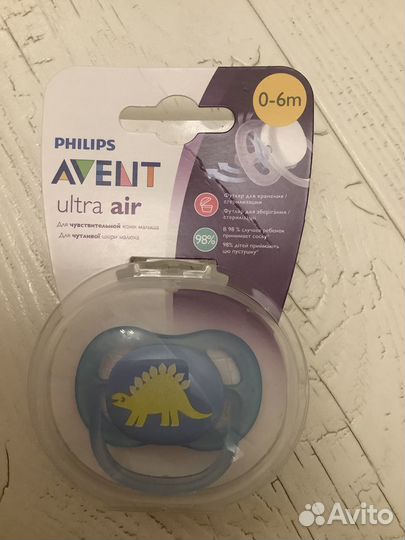 0-6m
PHILIPS
AVENT
ultra air
Для чувствительной кожи малыша
Для чутливої шкіри малюка
Футляр для хранения /
стерилизации
Футляр для зберігання /
стерилізації
98%
В 98 % случаев ребенок
принимает соску
98% дітей приймають
цю пустушку
Avito